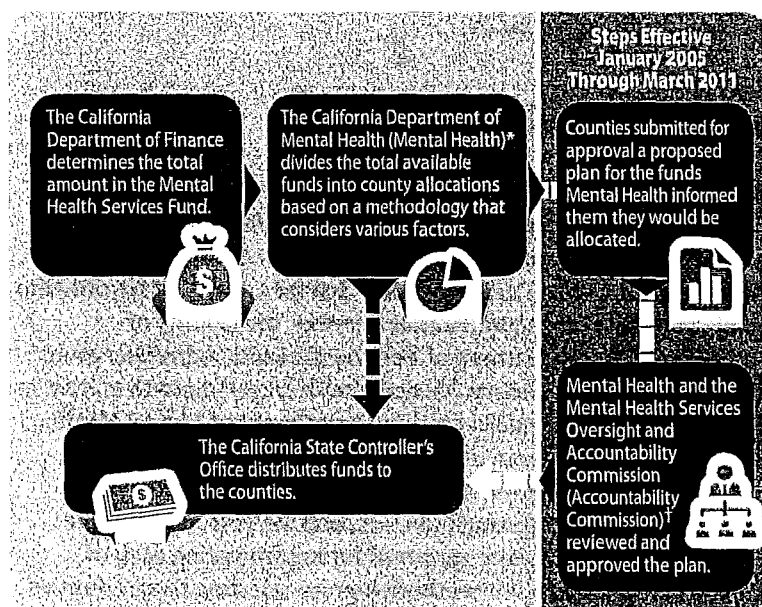 Steps Effective
January 2005
Through March 2011
The California
Department of Finance
determines the total
amount in the Mental
Health Services Fund.
The California Department of
Mental Health (Mental Health)*
divides the total available
funds into county allocations
based on a methodology that
considers various factors.
Counties submitted for
approval a proposed
plan for the funds
Mental Health informed
them they would be
allocated.
$
The California State Controller's
Office distributes funds to
the counties.
$
Mental Health and the
Mental Health Services
Oversight and
Accountability
Commission
(Accountability
Commission)†
reviewed and
approved the plan.